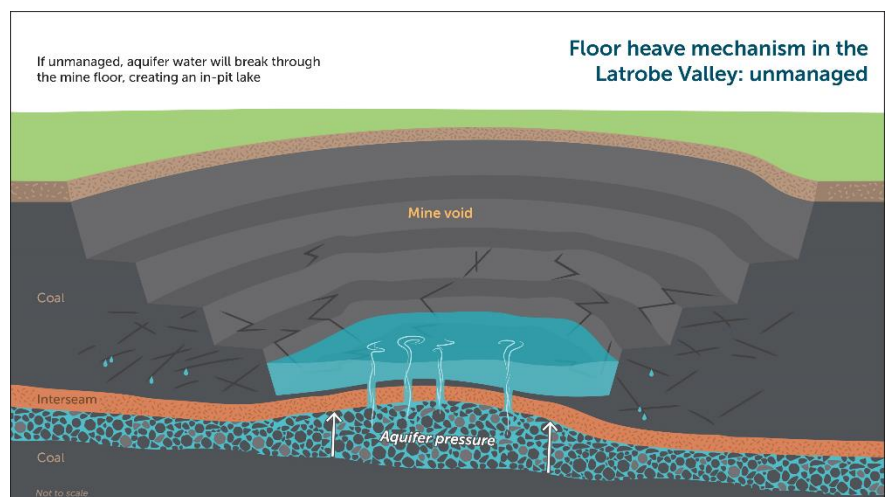 If unmanaged, aquifer water will break through
the mine floor, creating an in-pit lake
Floor heave mechanism in the
Latrobe Valley: unmanaged
Mine void
Coal
Interseam
Aquifer pressure
Coal
Not to scale